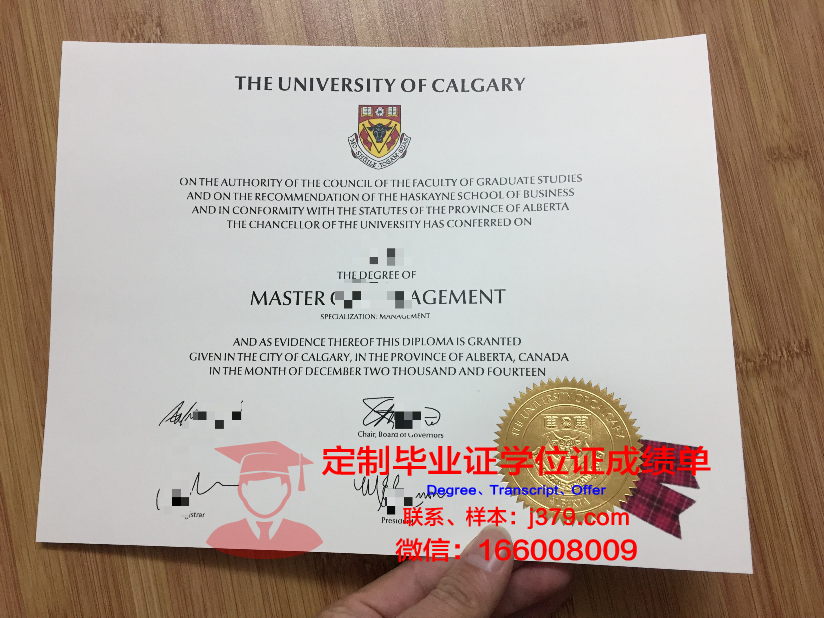 THE UNIVERSITY OF CALGARY
ON THE AUTHORITY OF THE COUNCIL OF THE FACULTY OF GRADUATE STUDIES
AND ON THE RECOMMENDATION OF THE HASKAYNE SCHOOL OF BUSINESS
AND IN CONFORMITY WITH THE STATUTES OF THE PROVINCE OF ALBERTA
THE CHANCELLOR OF THE UNIVERSITY HAS CONFERRED ON
THE DEGREE OF
MASTER
SPECIALIZATION: MANAGEMENT
AND AS EVIDENCE THEREOF THIS DIPLOMA IS GRANTED
GIVEN IN THE CITY OF CALGARY, IN THE PROVINCE OF ALBERTA, CANADA
IN THE MONTH OF DECEMBER TWO THOUSAND AND FOURTEEN
THE UNIVERSITY OF CALGARY
Chair, Board of Governors
定制毕业证学位证成绩单
Degree、Transcript、Offer
联系、样本：j379.com
微信：166008009